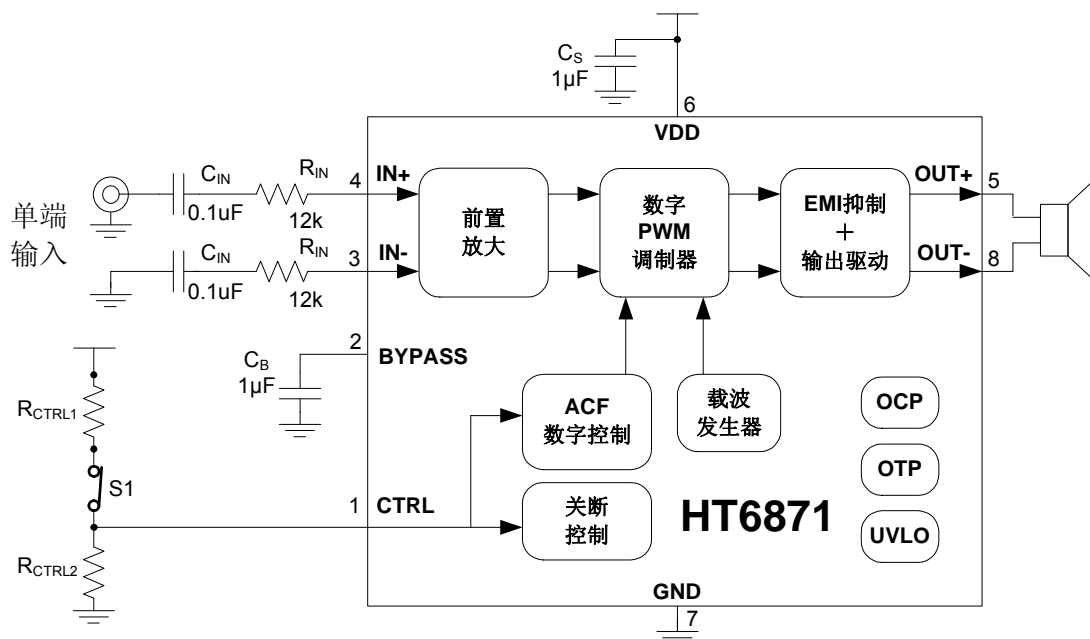 CS
1μF
6
VDD
CIN
RIN
4
IN+
0.1uF
12k
单端
输入
CIN
RIN
3
IN-
0.1uF
12k
前置
放大
数字
PWM
调制器
EMI抑制
+
输出驱动
OUT+
5
OUT-
8
2
BYPASS
CB
1μF
RCTRL1
S1
RCTRL2
1
CTRL
ACF
数字控制
载波
发生器
关断
控制
OCP
OTP
UVLO
HT6871
GND
7